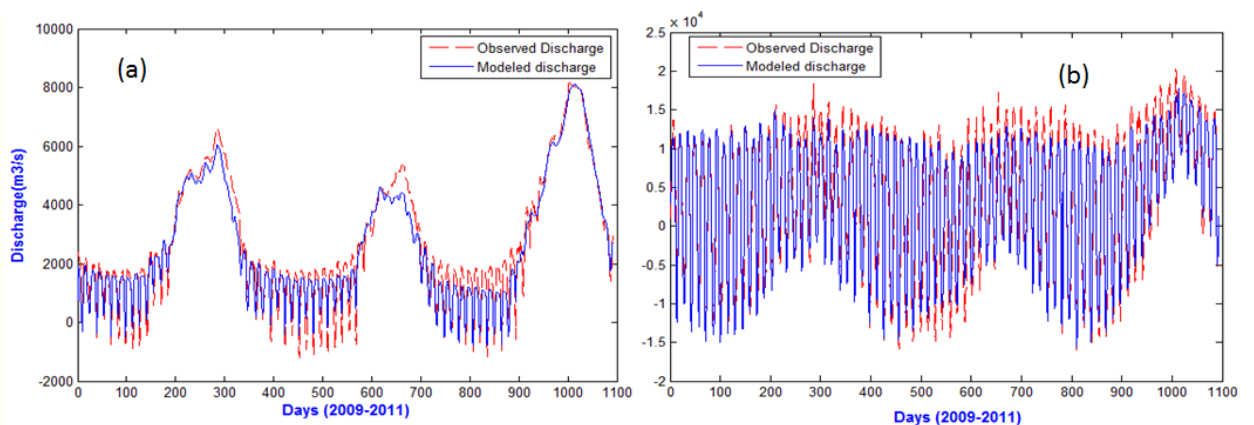 (a)
Observed Discharge
Modeled discharge
10000
8000
6000
4000
2000
0
-2000
Discharge(m3/s)
0 100 200 300 400 500 600 700 800 900 1000 1100
Days (2009-2011)
x 10^4
(b)
Observed Discharge
Modeled discharge
2.5
2
1.5
1
0.5
0
-0.5
-1
-1.5
-2
0 100 200 300 400 500 600 700 800 900 1000 1100
Days (2009-2011)